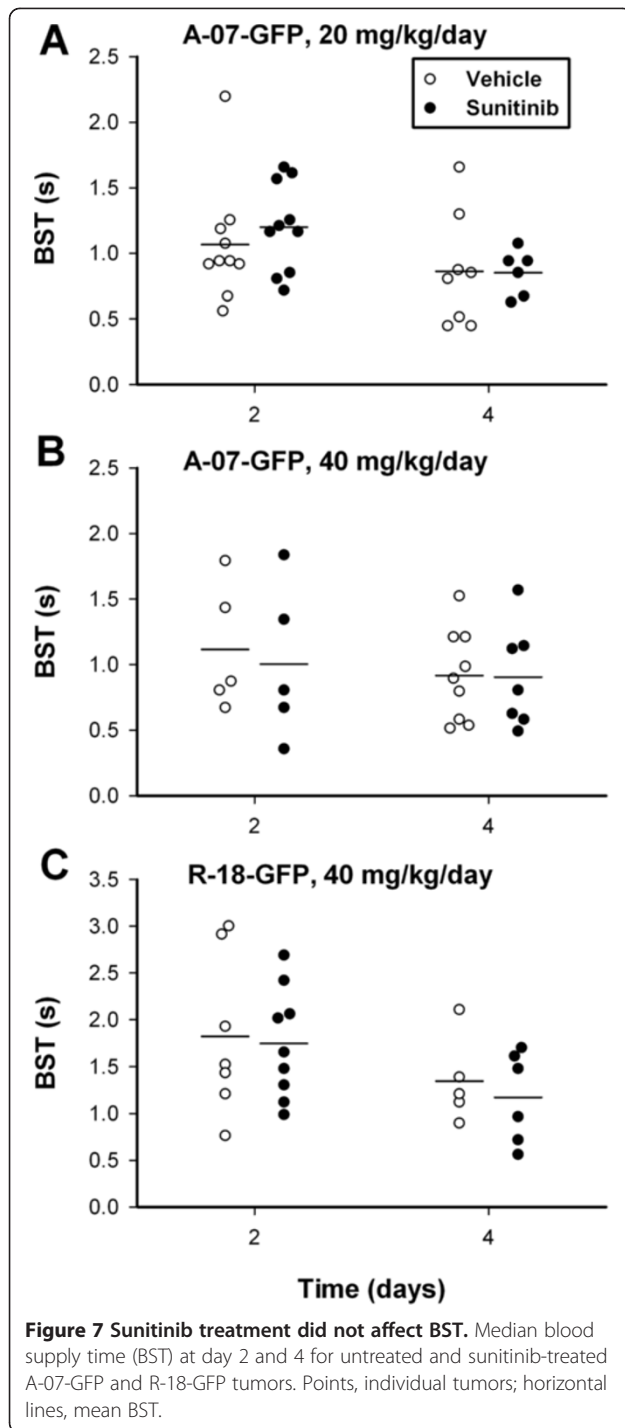 A
A-07-GFP, 20 mg/kg/day
Vehicle
Sunitinib
BST (s)
2.5
2.0
1.5
1.0
0.5
0.0
2
4
B
A-07-GFP, 40 mg/kg/day
BST (s)
2.5
2.0
1.5
1.0
0.5
0.0
2
4
C
R-18-GFP, 40 mg/kg/day
BST (s)
3.5
3.0
2.5
2.0
1.5
1.0
0.5
0.0
2
4
Time (days)
Figure 7 Sunitinib treatment did not affect BST. Median blood
supply time (BST) at day 2 and 4 for untreated and sunitinib-treated
A-07-GFP and R-18-GFP tumors. Points, individual tumors; horizontal
lines, mean BST.